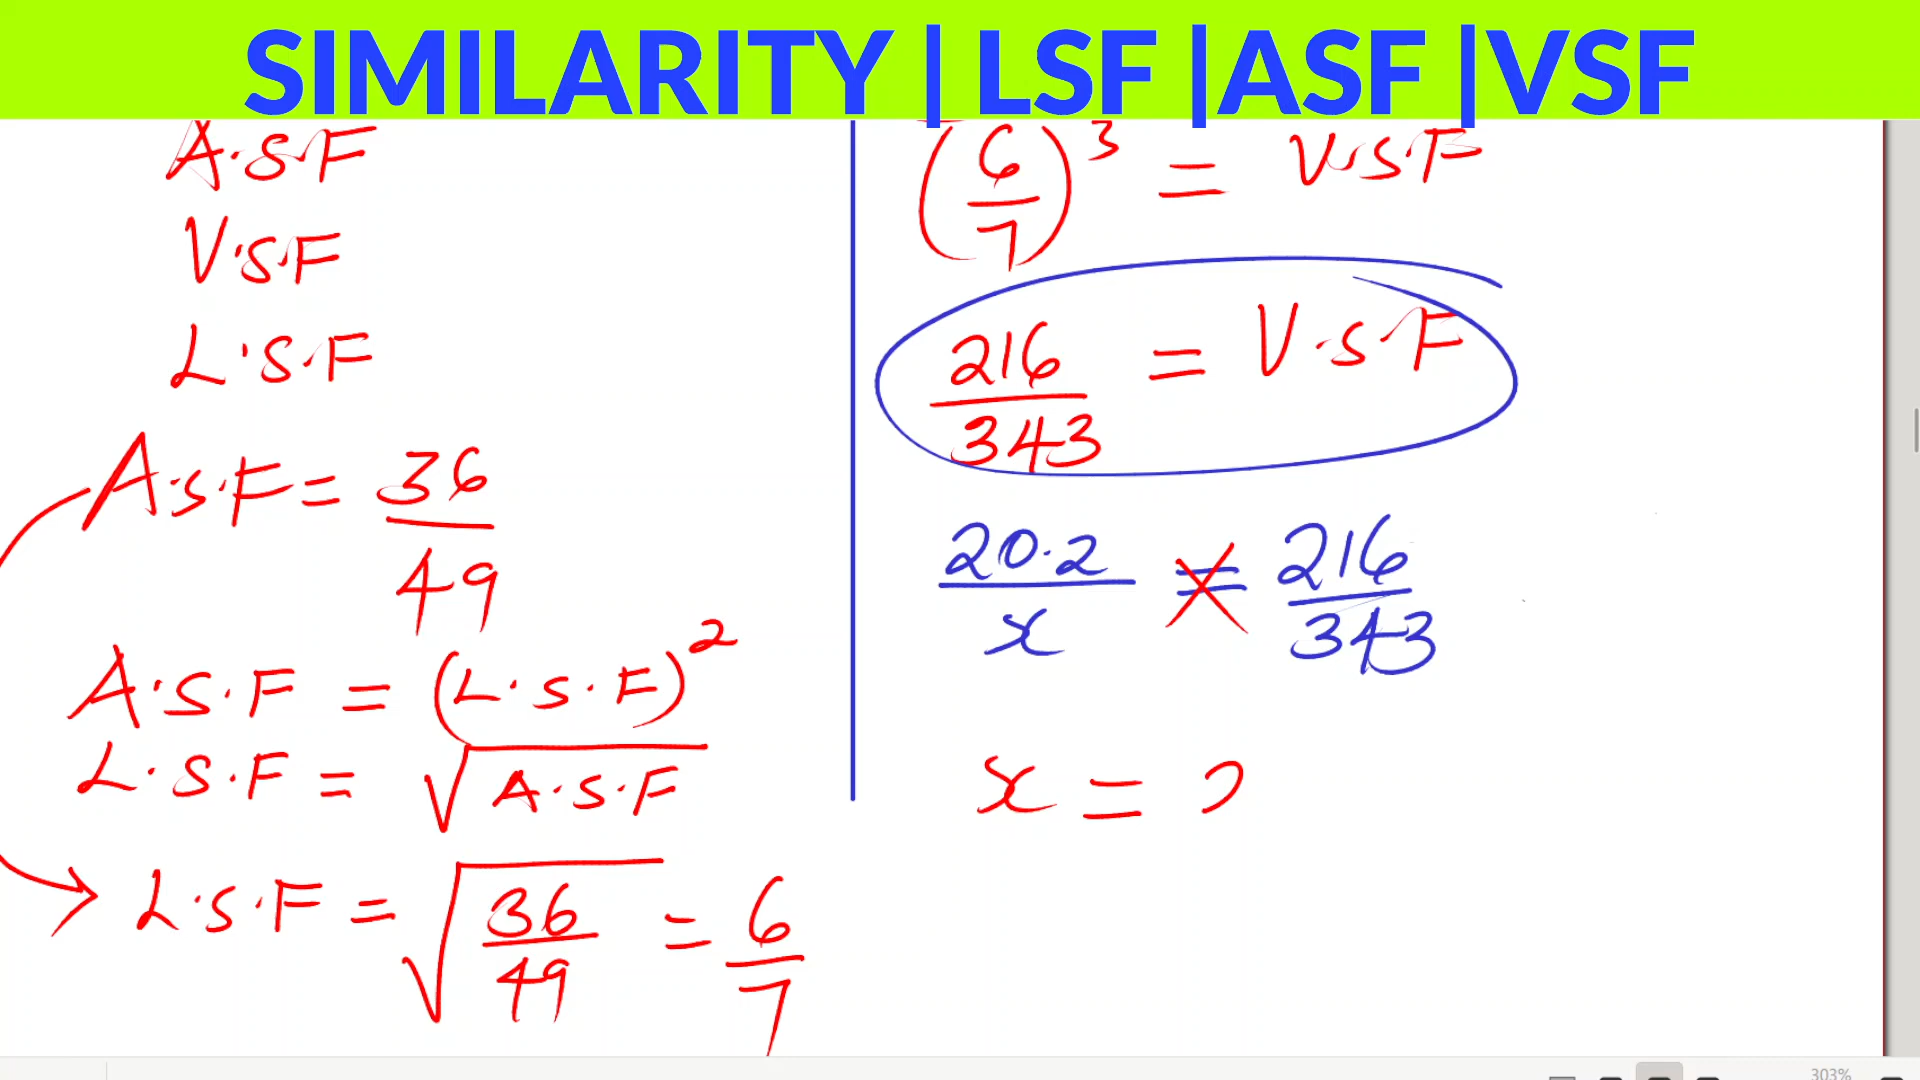 SIMILARITY | LSF |ASF |VSF
A.S.F
V.S.F
L.S.F
A.S.F = 36/49
A.S.F = (L.S.F)²
L.S.F = √A.S.F
L.S.F = √36/49 = 6/7
(6/7)³ = V.S.F
216/343 = V.S.F
20.2/x = 216/343
x =
303%